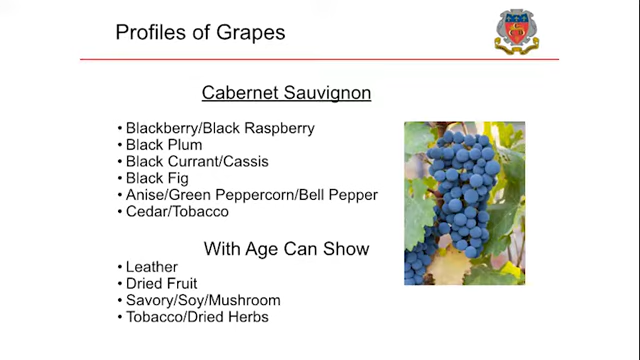 Profiles of Grapes
Cabernet Sauvignon
• Blackberry/Black Raspberry
• Black Plum
• Black Currant/Cassis
• Black Fig
• Anise/Green Peppercorn/Bell Pepper
• Cedar/Tobacco
With Age Can Show
• Leather
• Dried Fruit
• Savory/Soy/Mushroom
• Tobacco/Dried Herbs